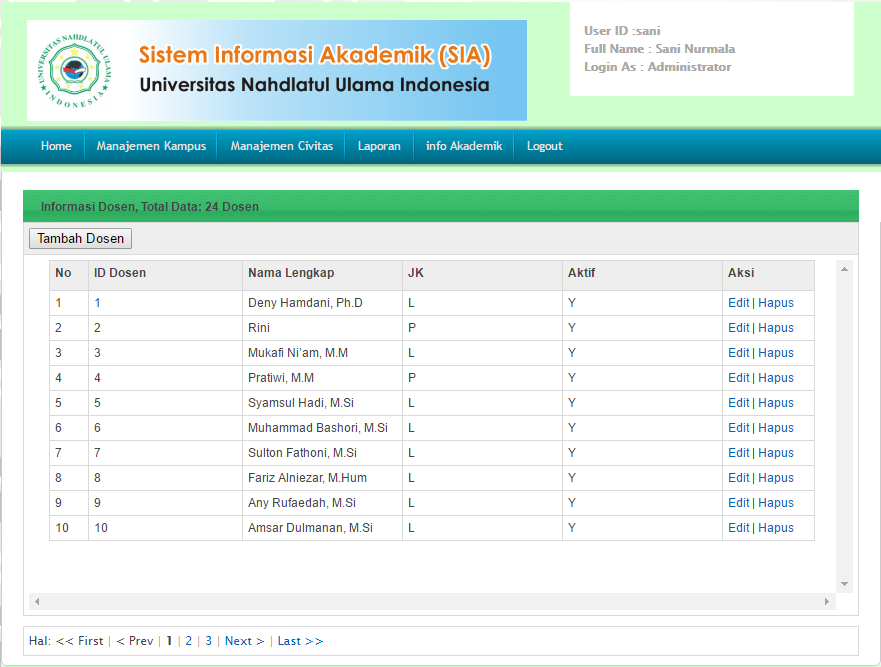 UNIVERSITAS NAHDLATUL ULAMA
INDONESIA
Sistem Informasi Akademik (SIA)
Universitas Nahdlatul Ulama Indonesia
User ID :sani
Full Name : Sani Nurmala
Login As : Administrator
Home Manajemen Kampus Manajemen Civitas Laporan info Akademik Logout
Informasi Dosen, Total Data: 24 Dosen
Tambah Dosen
No ID Dosen Nama Lengkap JK Aktif Aksi
1 1 Deny Hamdani, Ph.D L Y Edit | Hapus
2 2 Rini P Y Edit | Hapus
3 3 Mukafi Ni'am, M.M L Y Edit | Hapus
4 4 Pratiwi, M.M P Y Edit | Hapus
5 5 Syamsul Hadi, M.Si L Y Edit | Hapus
6 6 Muhammad Bashori, M.Si L Y Edit | Hapus
7 7 Sulton Fathoni, M.Si L Y Edit | Hapus
8 8 Fariz Alniezar, M.Hum L Y Edit | Hapus
9 9 Any Rufaedah, M.Si L Y Edit | Hapus
10 10 Amsar Dulmanan, M.Si L Y Edit | Hapus
Hal: << First | < Prev | 1 | 2 | 3 | Next > | Last >>